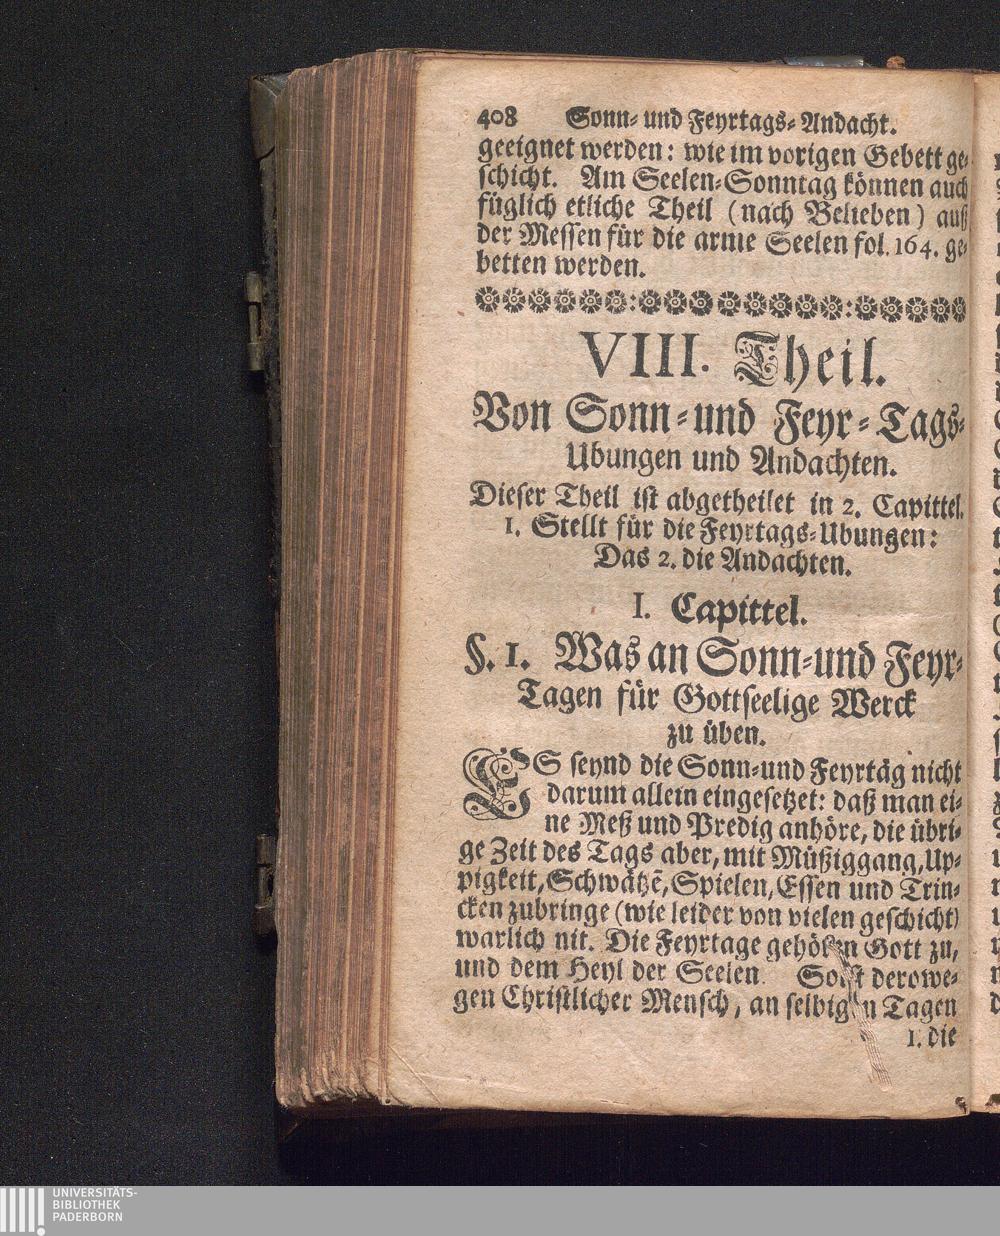 408 Sonn- und Feyrtags-Andacht.
geeignet werden: wie im vorigen Gebett ge-
schicht. Am Seelen-Sonntag können auch
füglich etliche Theil (nach Belieben) auß
der Messen für die arme Seelen fol. 164. ge-
betten werden.
VIII. Theil.
Von Sonn- und Feyr-Tags-
Ubungen und Andachten.
Dieser Theil ist abgetheilet in 2. Capittel.
1. Stellt für die Feyrtags-Ubungen:
Das 2. die Andachten.
I. Capittel.
§. 1. Was an Sonn- und Feyr-
Tagen für Gottseelige Werck
zu üben.
ES seynd die Sonn- und Feyrtäg nicht
darum allein eingesetzet: daß man ei-
ne Meß und Predig anhöre, die übri-
ge Zeit des Tags aber, mit Müßiggang, Up-
pigkeit, Schwätzē, Spielen, Essen und Trin-
cken zubringe (wie leider von vielen geschicht)
warlich nit. Die Feyrtage gehören Gott zu,
und dem Heyl der Seelen. Solst derowe-
gen Christlicher Mensch, an selbigen Tagen
1. die
UNIVERSITÄTS-
BIBLIOTHEK
PADERBORN